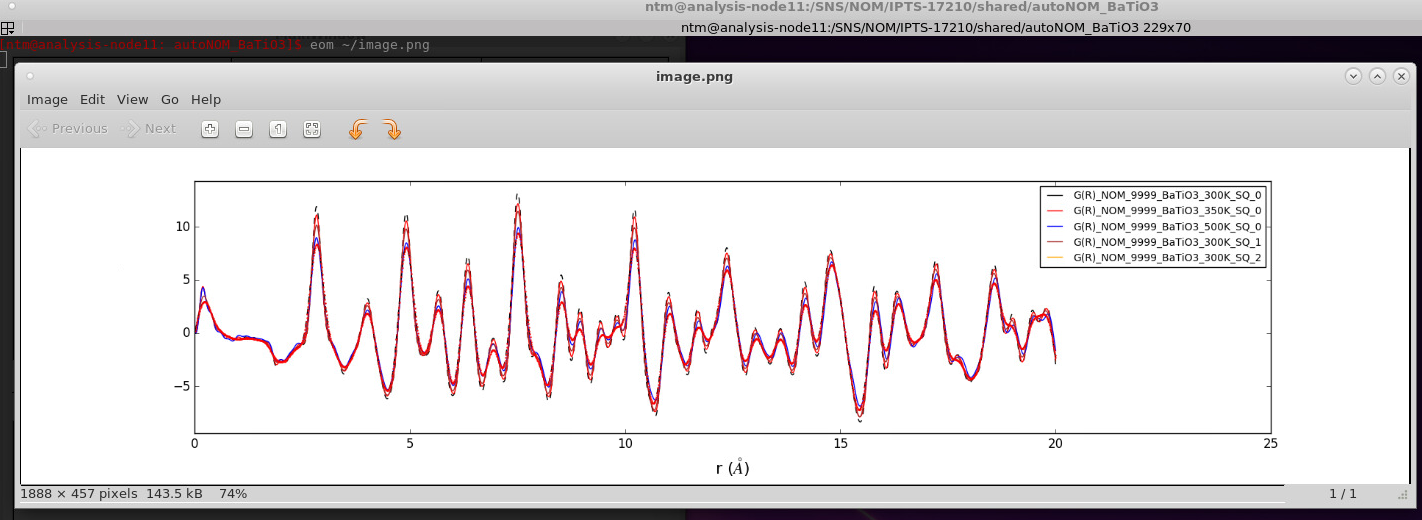 ntm@analysis-node11:/SNS/NOM/IPTS-17210/shared/autoNOM_BaTiO3
ntm@analysis-node11:/SNS/NOM/IPTS-17210/shared/autoNOM_BaTiO3 229x70
[ntm@analysis-node11: autoNOM_BaTiO3]$ eom ~/image.png
image.png
Image Edit View Go Help
Previous Next
G(R)_NOM_9999_BaTiO3_300K_SQ_0
G(R)_NOM_9999_BaTiO3_350K_SQ_0
G(R)_NOM_9999_BaTiO3_500K_SQ_0
G(R)_NOM_9999_BaTiO3_300K_SQ_1
G(R)_NOM_9999_BaTiO3_300K_SQ_2
10
5
0
−5
0 5 10 15 20 25
r (Å)
1888 × 457 pixels 143.5 kB 74% 1 / 1